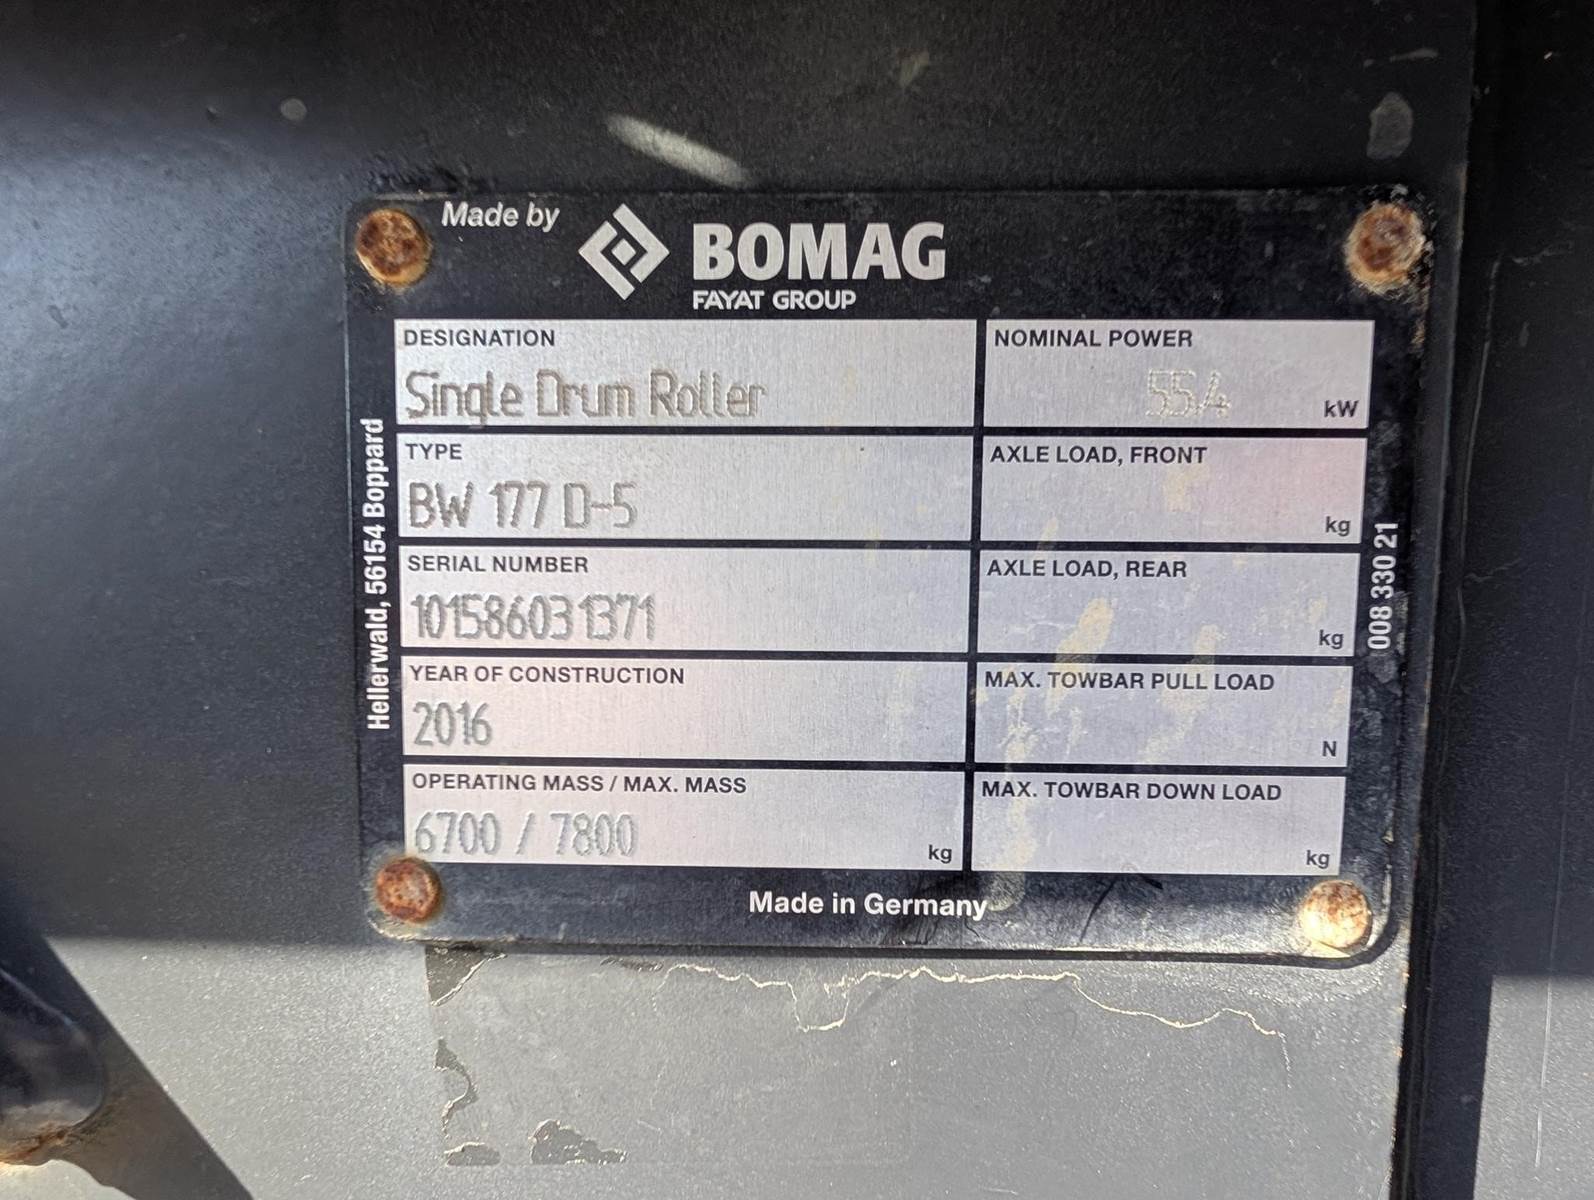 Made by
BOMAG
FAYAT GROUP
DESIGNATION
Single Drum Roller
NOMINAL POWER
55.4 kW
TYPE
BW 177 D-5
AXLE LOAD, FRONT
kg
SERIAL NUMBER
101586031371
AXLE LOAD, REAR
kg
YEAR OF CONSTRUCTION
2016
MAX. TOWBAR PULL LOAD
N
OPERATING MASS / MAX. MASS
6700 / 7800 kg
MAX. TOWBAR DOWN LOAD
kg
Made in Germany
Hellerwald, 56154 Boppard
008 330 21